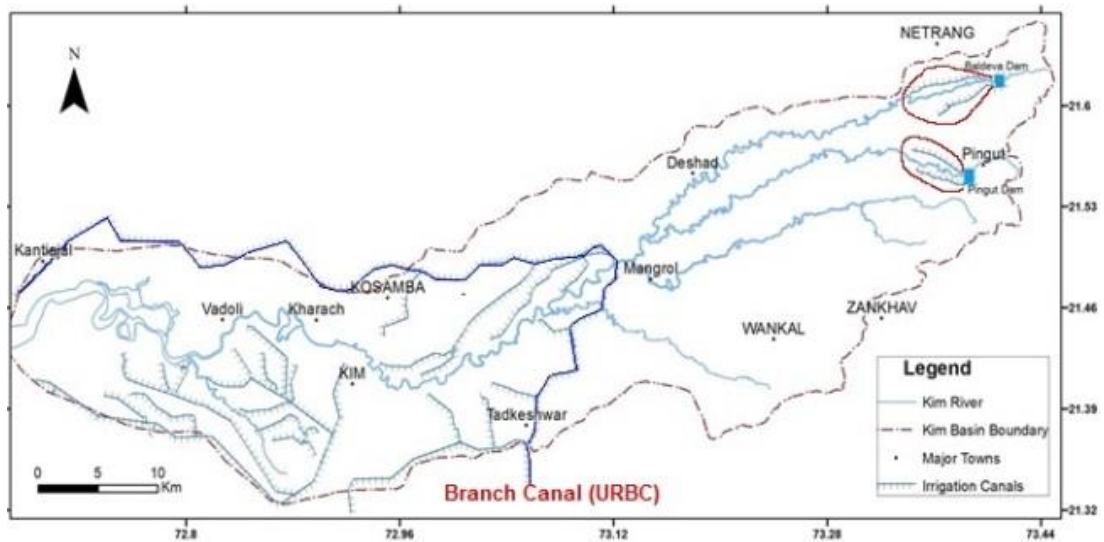 NETRANG
N
Baldeva Dam
21.6
Deshad
Pingut
Pingut Dam
21.53
Kantiajal
Mangrol
KOSAMBA
Vadoli
Kharach
ZANKHAV
21.46
WANKAL
KIM
Legend
Kim River
Tadkeshwar
21.39
Kim Basin Boundary
Major Towns
0 5 10
Km
Irrigation Canals
Branch Canal (URBC)
21.32
72.8 72.96 73.12 73.28 73.44